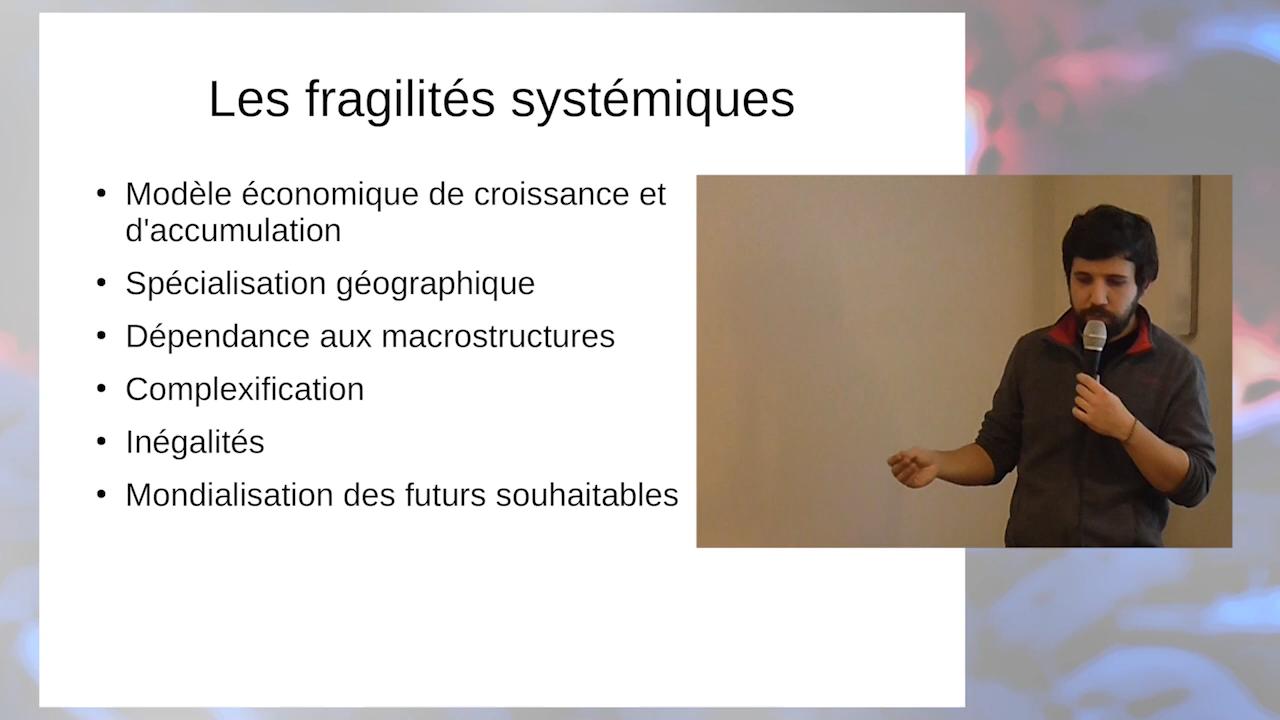 Les fragilités systémiques
• Modèle économique de croissance et
d'accumulation
• Spécialisation géographique
• Dépendance aux macrostructures
• Complexification
• Inégalités
• Mondialisation des futurs souhaitables